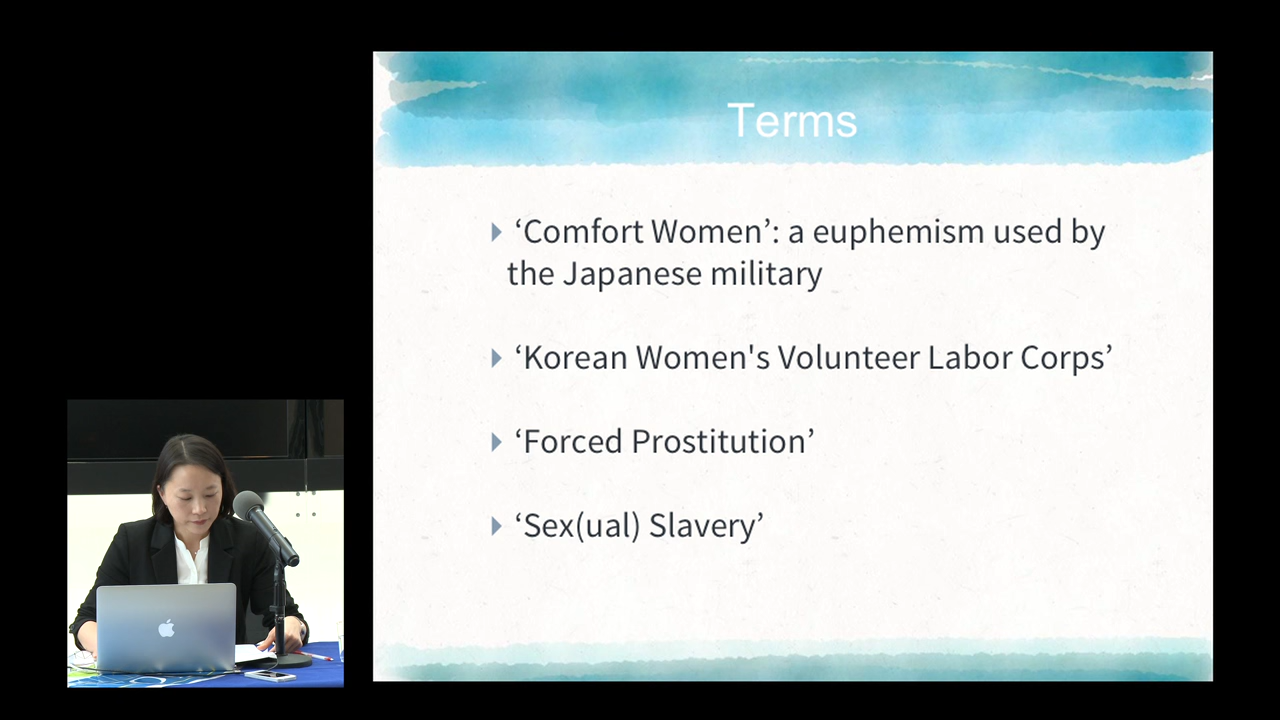 Terms
‘Comfort Women’: a euphemism used by
the Japanese military
‘Korean Women's Volunteer Labor Corps’
‘Forced Prostitution’
‘Sex(ual) Slavery’